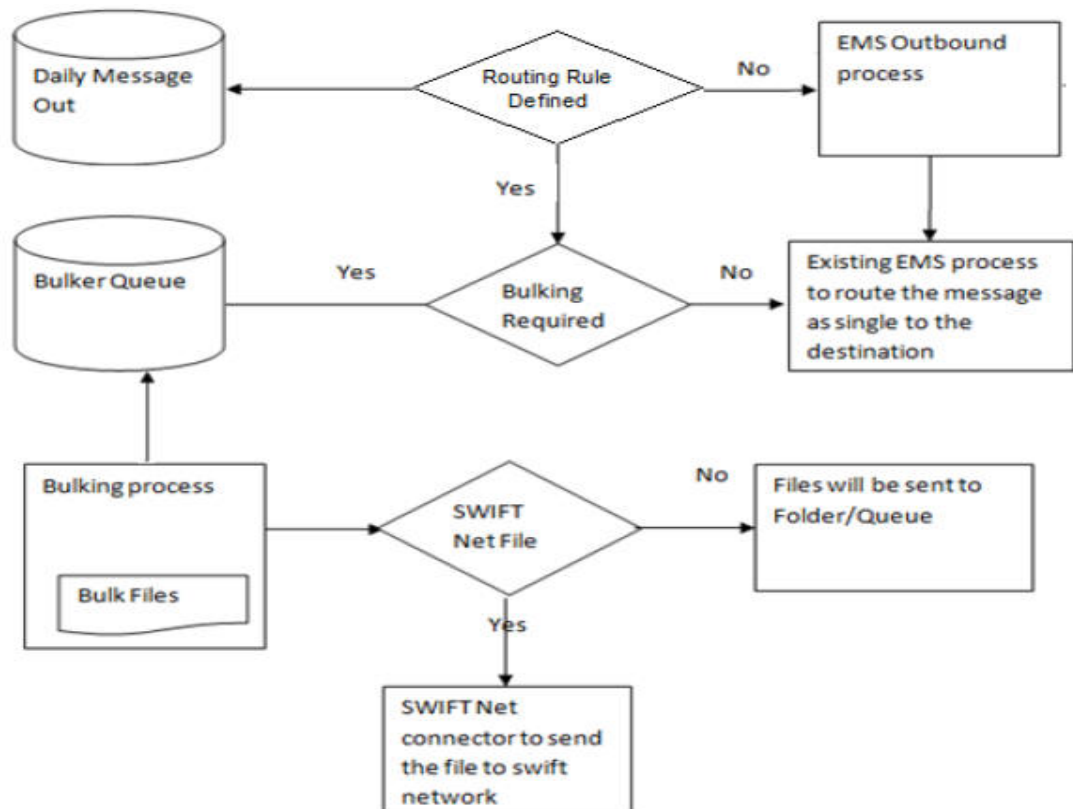 Daily Message
Out
Routing Rule
Defined
No
EMS Outbound
process
Yes
Bulker Queue
Yes
Bulking
Required
No
Existing EMS process
to route the message
as single to the
destination
Bulking process
Bulk Files
SWIFT
Net File
No
Files will be sent to
Folder/Queue
Yes
SWIFT Net
connector to send
the file to swift
network